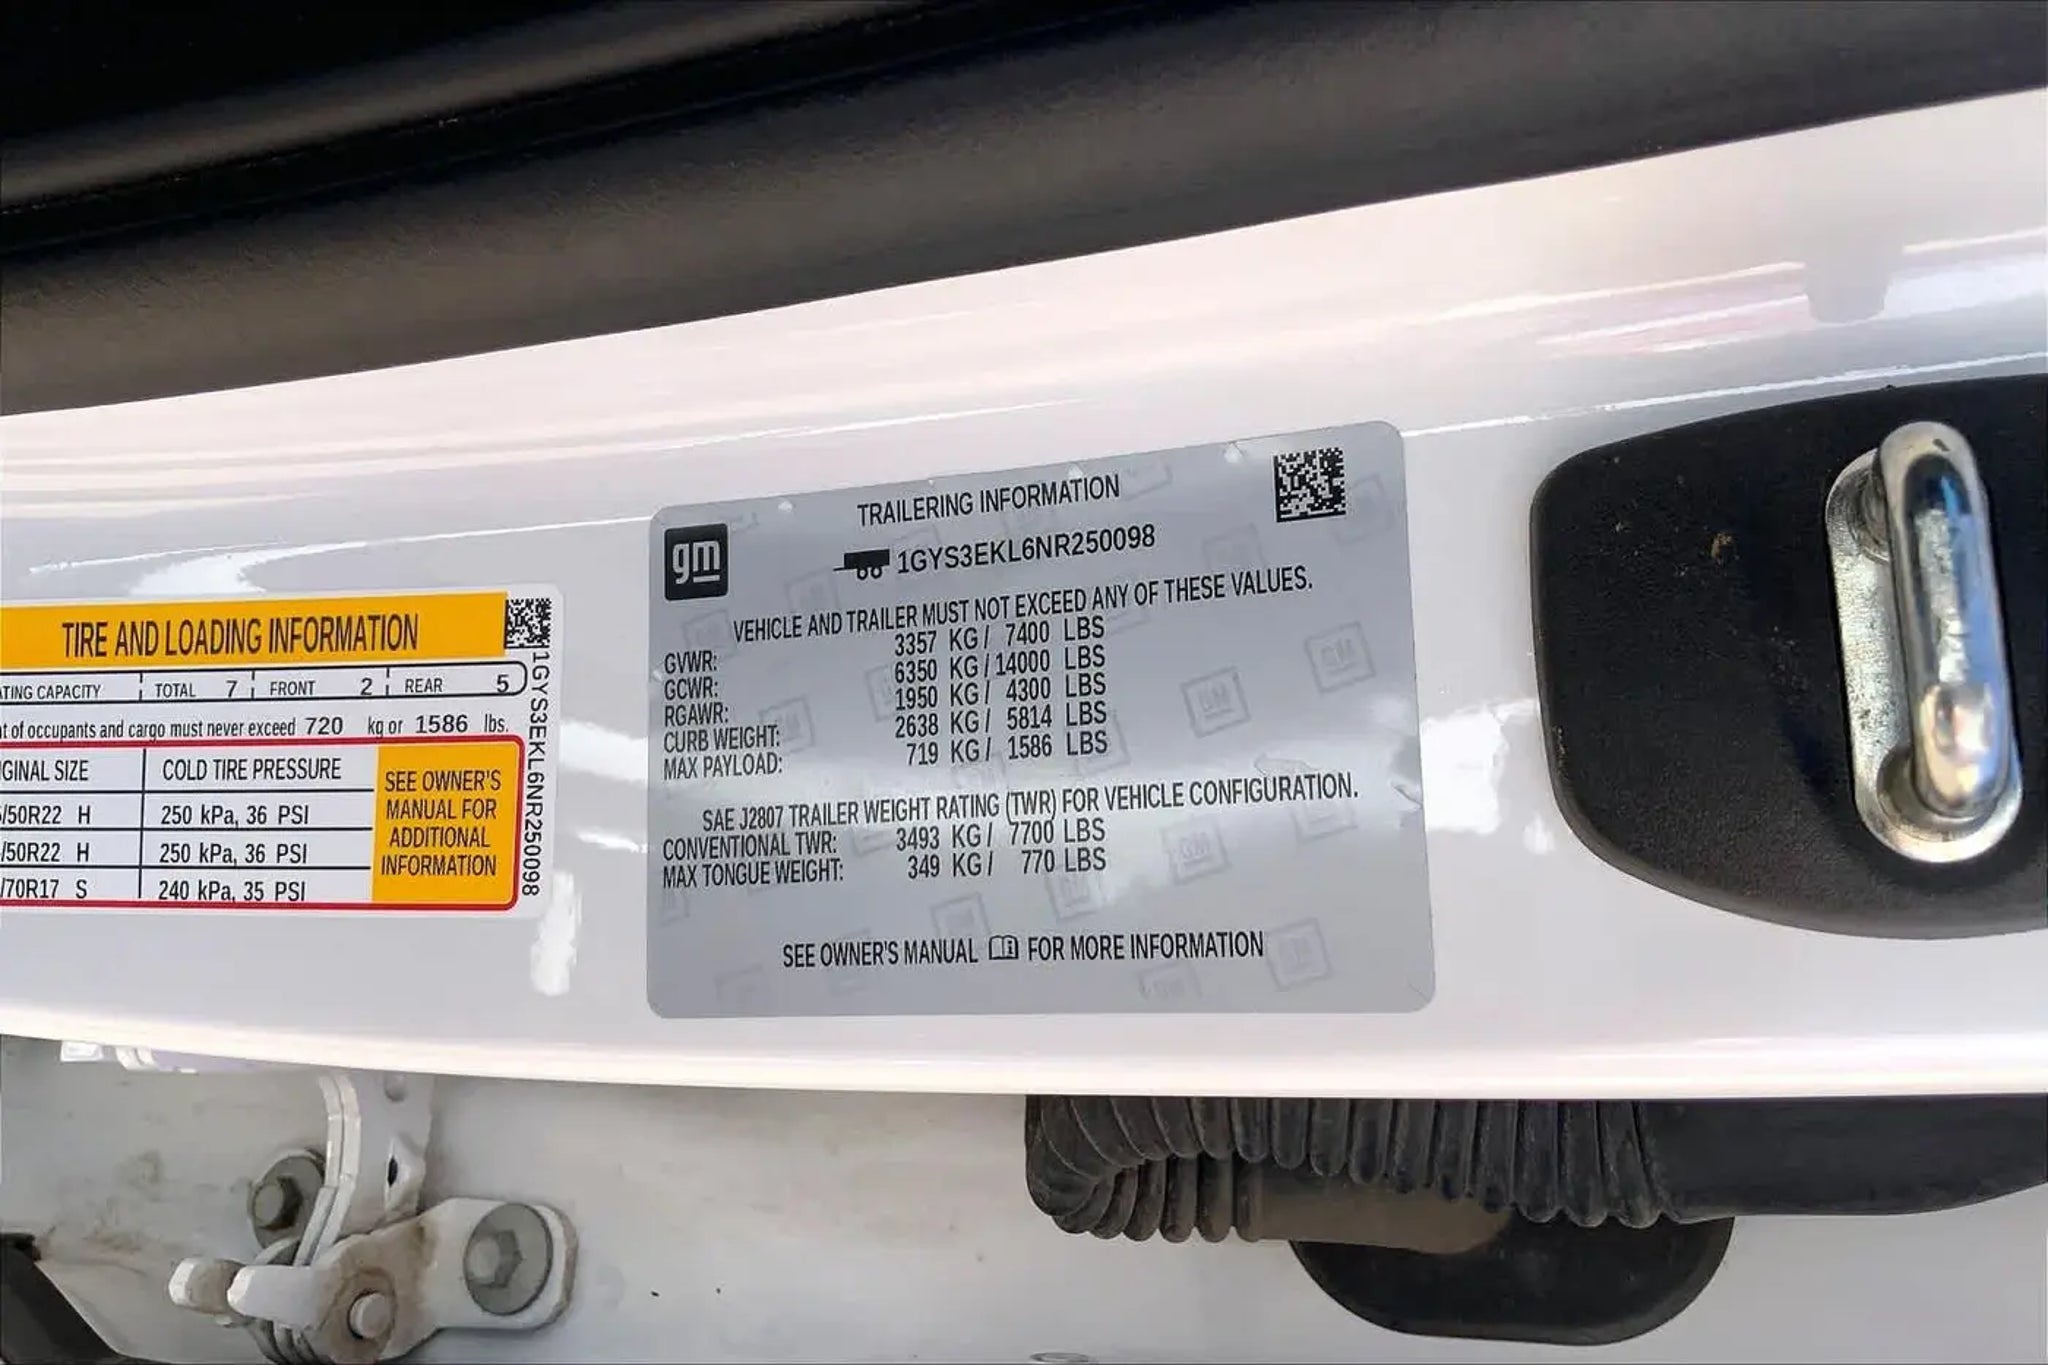 TIRE AND LOADING INFORMATION
TOTAL 7 FRONT 2 REAR 5
CAPACITY
of occupants and cargo must never exceed 720 kg or 1586 lbs.
SIZE COLD TIRE PRESSURE
/50R22 H 250 kPa, 36 PSI
/50R22 H 250 kPa, 36 PSI
/70R17 S 240 kPa, 35 PSI
SEE OWNER'S
MANUAL FOR
ADDITIONAL
INFORMATION
1GYS3EKL6NR250098
gm
TRAILERING INFORMATION
1GYS3EKL6NR250098
VEHICLE AND TRAILER MUST NOT EXCEED ANY OF THESE VALUES.
GVWR: 3357 KG / 7400 LBS
GCWR: 6350 KG / 14000 LBS
RGAWR: 1950 KG / 4300 LBS
CURB WEIGHT: 2638 KG / 5814 LBS
MAX PAYLOAD: 719 KG / 1586 LBS
SAE J2807 TRAILER WEIGHT RATING (TWR) FOR VEHICLE CONFIGURATION.
CONVENTIONAL TWR: 3493 KG / 7700 LBS
MAX TONGUE WEIGHT: 349 KG / 770 LBS
SEE OWNER'S MANUAL FOR MORE INFORMATION